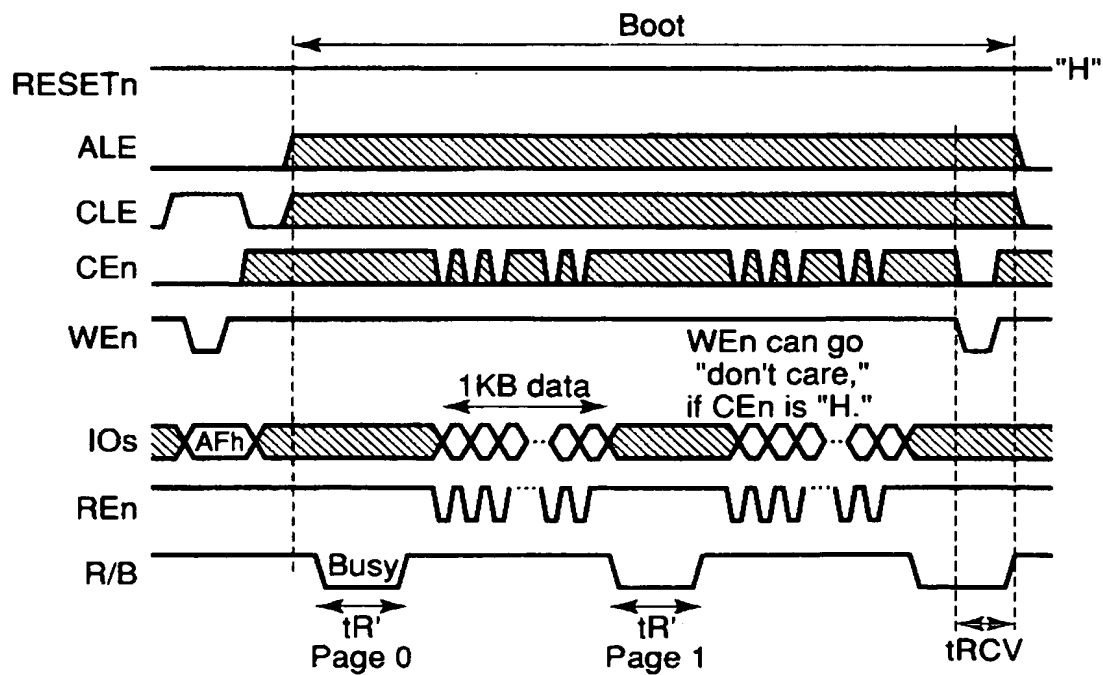 Boot
RESETn
"H"
ALE
CLE
CEn
WEn
WEn can go
"don't care,"
if CEn is "H."
1KB data
IOs
AFh
REn
R/B
Busy
tR'
Page 0
tR'
Page 1
tRCV